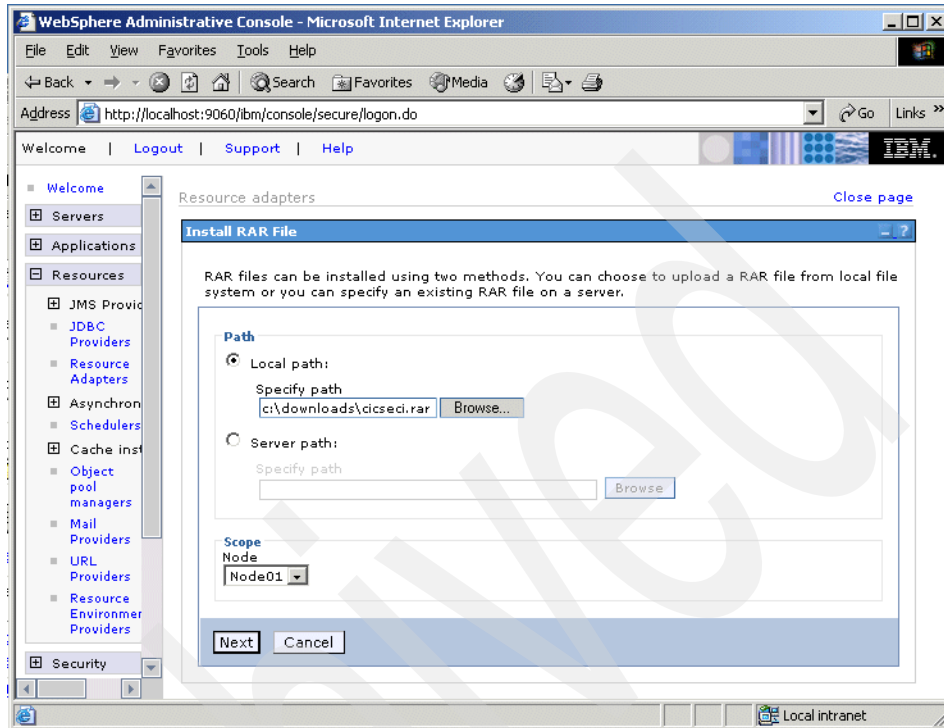 WebSphere Administrative Console - Microsoft Internet Explorer
File Edit View Favorites Tools Help
Back Search Favorites Media
Address http://localhost:9060/ibm/console/secure/logon.do Go Links »
Welcome | Logout | Support | Help
IBM.
Welcome
Servers
Applications
Resources
JMS Provid
JDBC
Providers
Resource
Adapters
Asynchron
Schedulers
Cache inst
Object
pool
managers
Mail
Providers
URL
Providers
Resource
Environmer
Providers
Security
Resource adapters
Close page
Install RAR File
RAR files can be installed using two methods. You can choose to upload a RAR file from local file
system or you can specify an existing RAR file on a server.
Path
Local path:
Specify path
c:\downloads\cicseci.rar Browse...
Server path:
Specify path
Browse
Scope
Node
Node01
Next Cancel
Local intranet